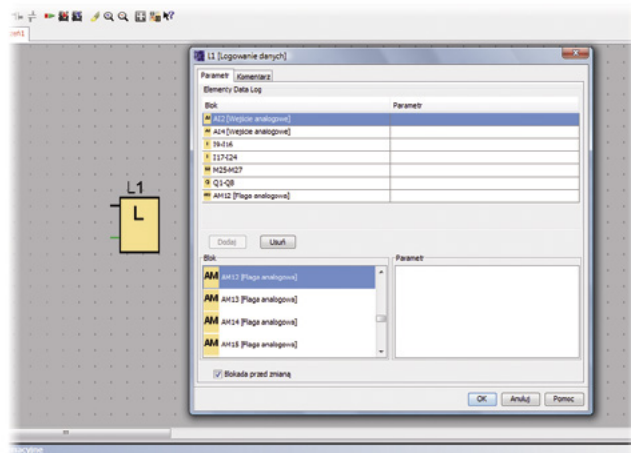 L1 [Logowanie danych]
Parametr Komentarz
Elementy Data Log
Blok Parametr
AI AI2 [Wejście analogowe]
AI AI4 [Wejście analogowe]
I I9-I16
I I17-I24
M25-M27
Q Q1-Q8
AM12 [Flaga analogowa]
L1
L
Dodaj Usuń
Blok Parametr
AM AM12 [Flaga analogowa]
AM AM13 [Flaga analogowa]
AM AM14 [Flaga analogowa]
AM AM15 [Flaga analogowa]
Blokada przed zmianą
OK Anuluj Pomoc